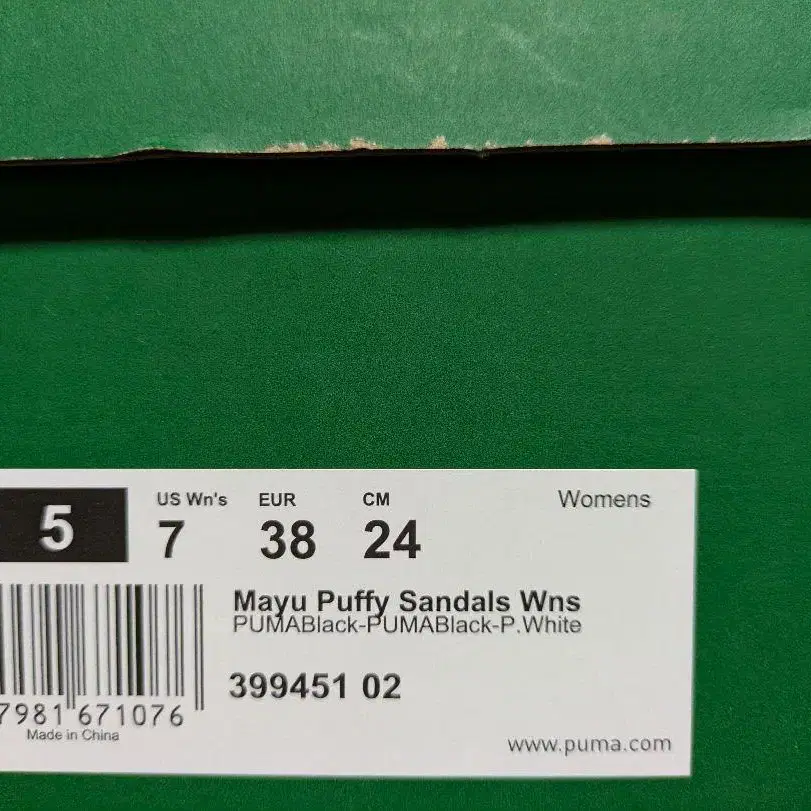 5
US Wn's EUR CM Womens
7 38 24
Mayu Puffy Sandals Wns
PUMABlack-PUMABlack-P.White
399451 02
7981 671076
Made in China
www.puma.com